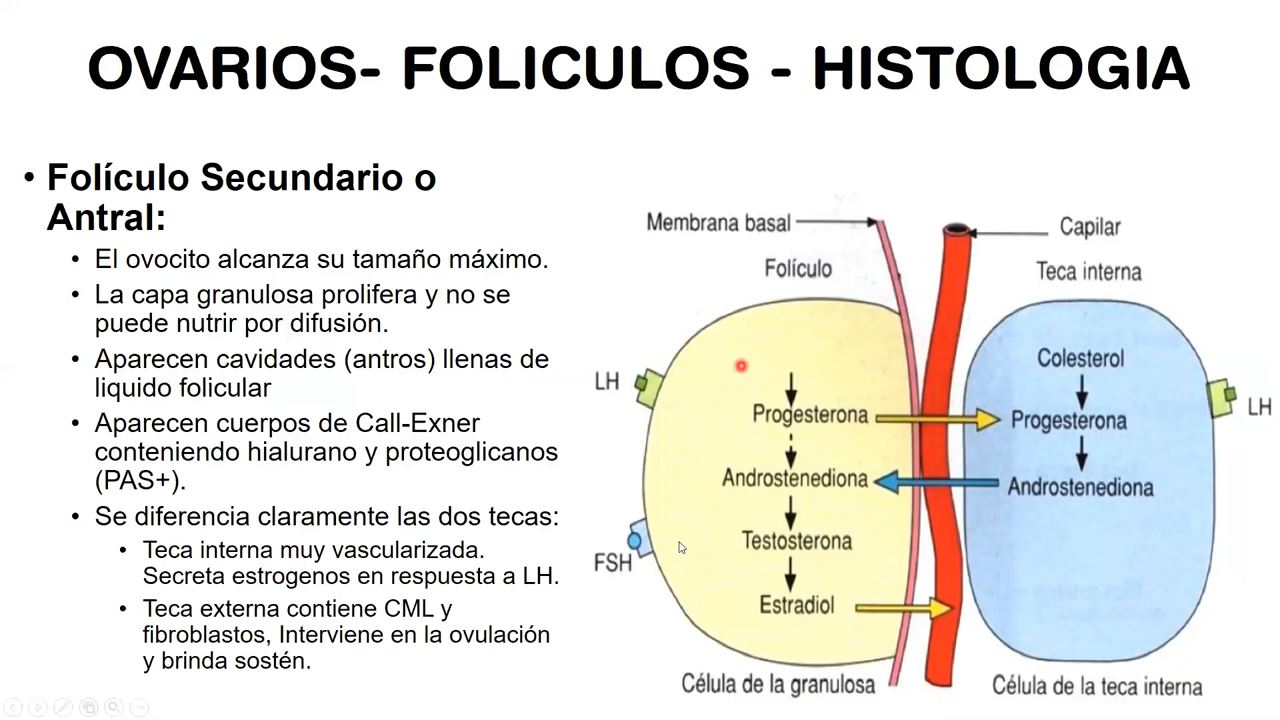 OVARIOS- FOLICULOS - HISTOLOGIA
• Folículo Secundario o
Antral:
• El ovocito alcanza su tamaño máximo.
• La capa granulosa prolifera y no se
puede nutrir por difusión.
• Aparecen cavidades (antros) llenas de
liquido folicular
• Aparecen cuerpos de Call-Exner
conteniendo hialurano y proteoglicanos
(PAS+).
• Se diferencia claramente las dos tecas:
• Teca interna muy vascularizada.
Secreta estrogenos en respuesta a LH.
• Teca externa contiene CML y
fibroblastos, Interviene en la ovulación
y brinda sostén.
Membrana basal
Capilar
Folículo
Teca interna
LH
Progesterona
Androstenediona
Testosterona
Estradiol
FSH
Célula de la granulosa
Colesterol
Progesterona
Androstenediona
LH
Célula de la teca interna